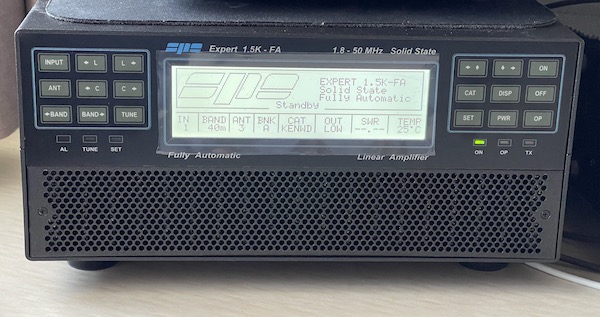 SPE Expert 1.5K - FA 1.8 - 50 MHz Solid State
INPUT ← L L →
ANT ← C C →
←BAND BAND→ TUNE
AL TUNE SET
spe
EXPERT 1.5K-FA
Solid State
Fully Automatic
Standby
IN BAND ANT BNK CAT OUT SWR TEMP
1 40m 3 A KENWD LOW --.-- 25°C
Fully Automatic Linear Amplifier
ON
CAT DISP OFF
SET PWR OP
ON OP TX